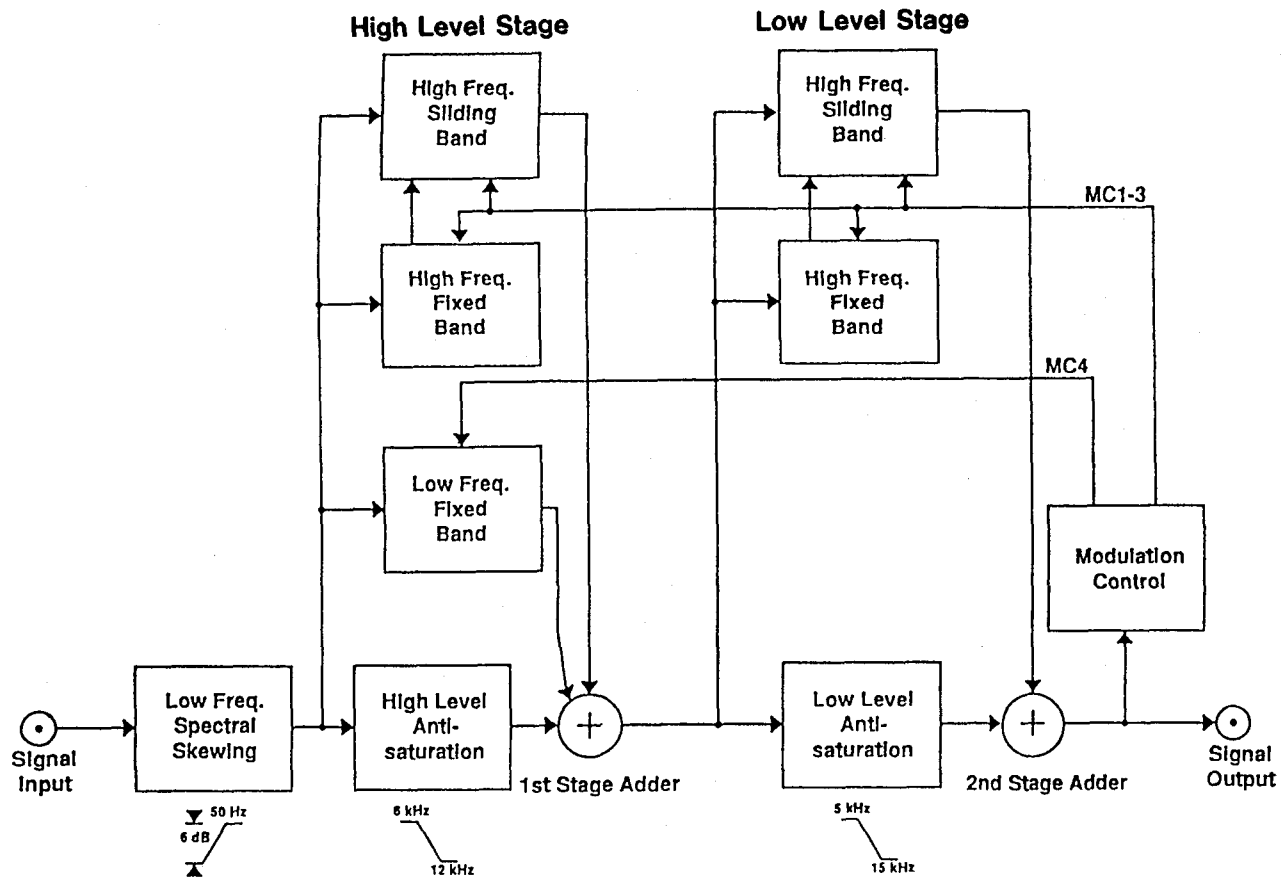 High Level Stage
Low Level Stage
High Freq.
Sliding
Band
High Freq.
Sliding
Band
MC1-3
High Freq.
Fixed
Band
High Freq.
Fixed
Band
MC4
Low Freq.
Fixed
Band
Modulation
Control
Low Freq.
Spectral
Skewing
High Level
Anti-
saturation
Low Level
Anti-
saturation
Signal
Input
1st Stage Adder
2nd Stage Adder
Signal
Output
50 Hz
6 dB
6 kHz
12 kHz
5 kHz
15 kHz